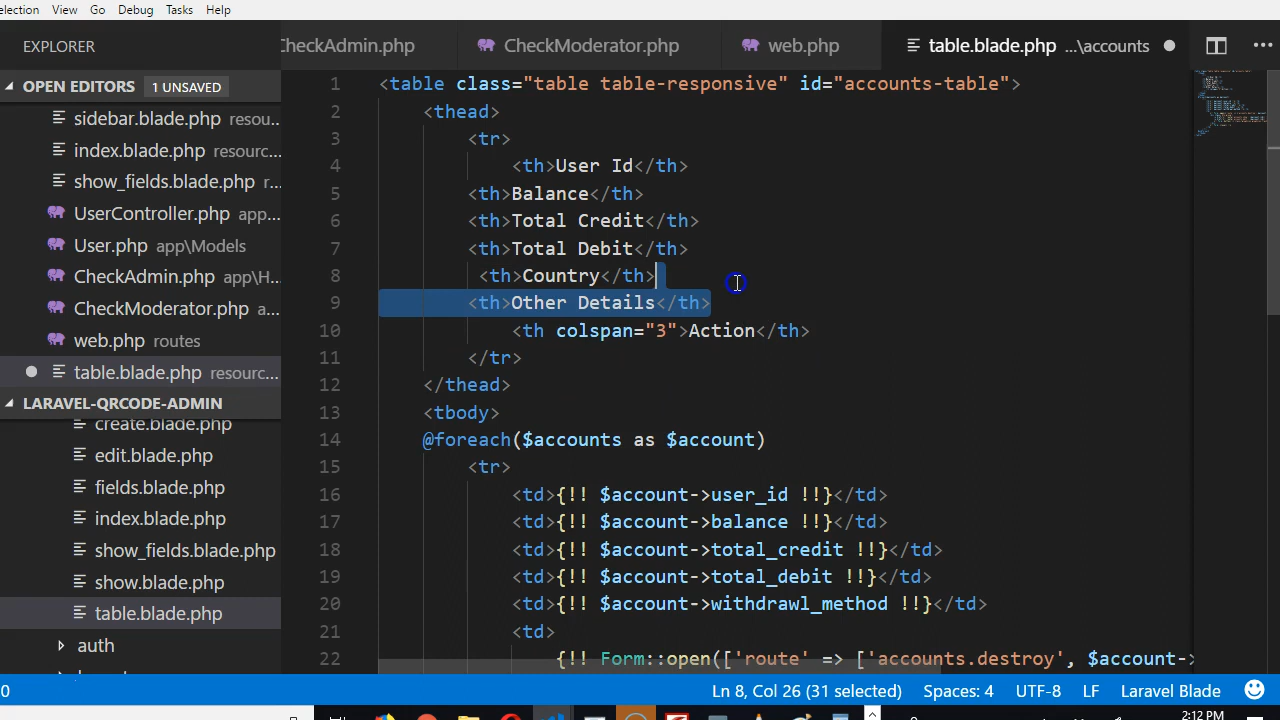 election View Go Debug Tasks Help
EXPLORER
CheckAdmin.php CheckModerator.php web.php table.blade.php ...\accounts
OPEN EDITORS 1 UNSAVED
sidebar.blade.php resou...
index.blade.php resourc...
show_fields.blade.php r...
UserController.php app...
User.php app\Models
CheckAdmin.php app\H...
CheckModerator.php a...
web.php routes
table.blade.php resourc...
LARAVEL-QRCODE-ADMIN
create.blade.php
edit.blade.php
fields.blade.php
index.blade.php
show_fields.blade.php
show.blade.php
table.blade.php
auth
1 <table class="table table-responsive" id="accounts-table">
2 <thead>
3 <tr>
4 <th>User Id</th>
5 <th>Balance</th>
6 <th>Total Credit</th>
7 <th>Total Debit</th>
8 <th>Country</th>
9 <th>Other Details</th>
10 <th colspan="3">Action</th>
11 </tr>
12 </thead>
13 <tbody>
14 @foreach($accounts as $account)
15 <tr>
16 <td>{!! $account->user_id !!}</td>
17 <td>{!! $account->balance !!}</td>
18 <td>{!! $account->total_credit !!}</td>
19 <td>{!! $account->total_debit !!}</td>
20 <td>{!! $account->withdrawl_method !!}</td>
21 <td>
22 {!! Form::open(['route' => ['accounts.destroy', $account->
0 Ln 8, Col 26 (31 selected) Spaces: 4 UTF-8 LF Laravel Blade
2:12 PM